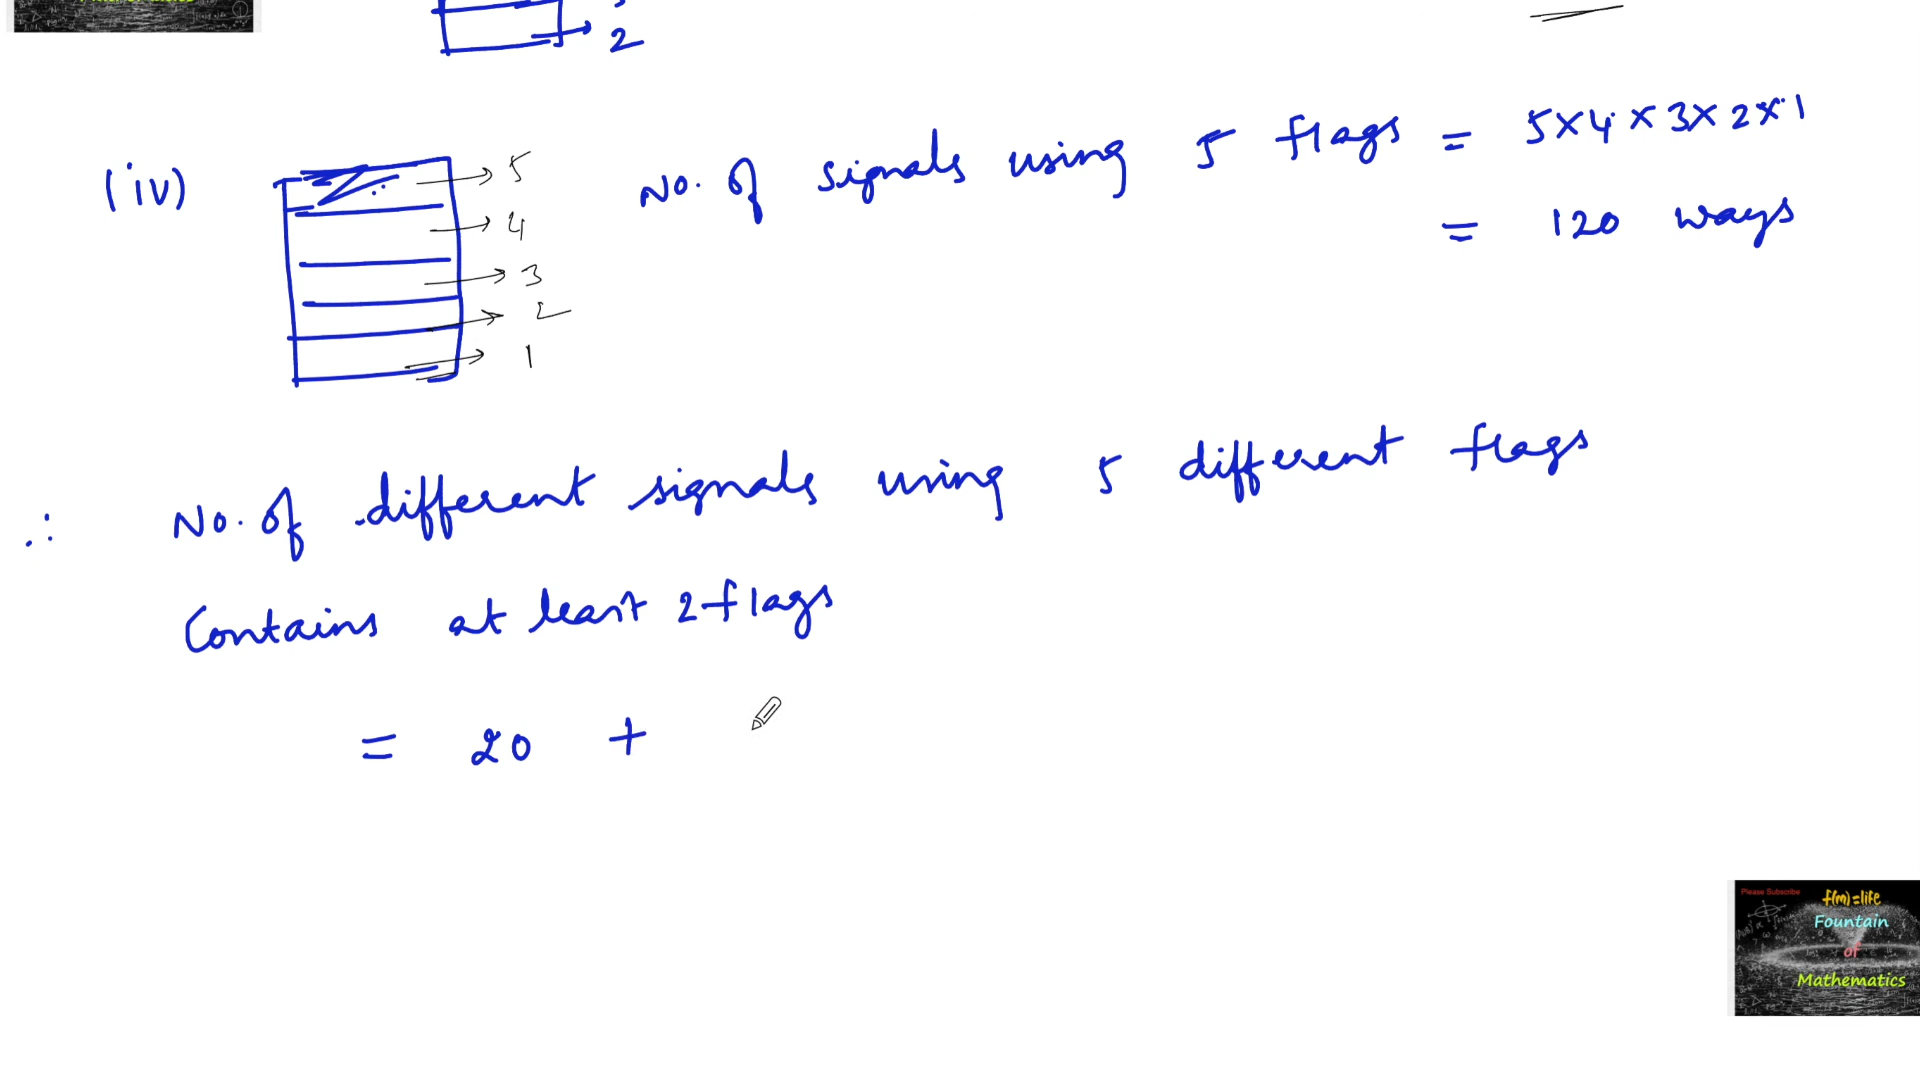 2
(iv)
5
4
3
2
1
No. of signals using 5 flags = 5×4×3×2×1
= 120 ways
∴ No. of different signals using 5 different flags
Contains at least 2 flags
= 20 +
Please Subscribe
f(m)=life
Fountain
of
Mathematics